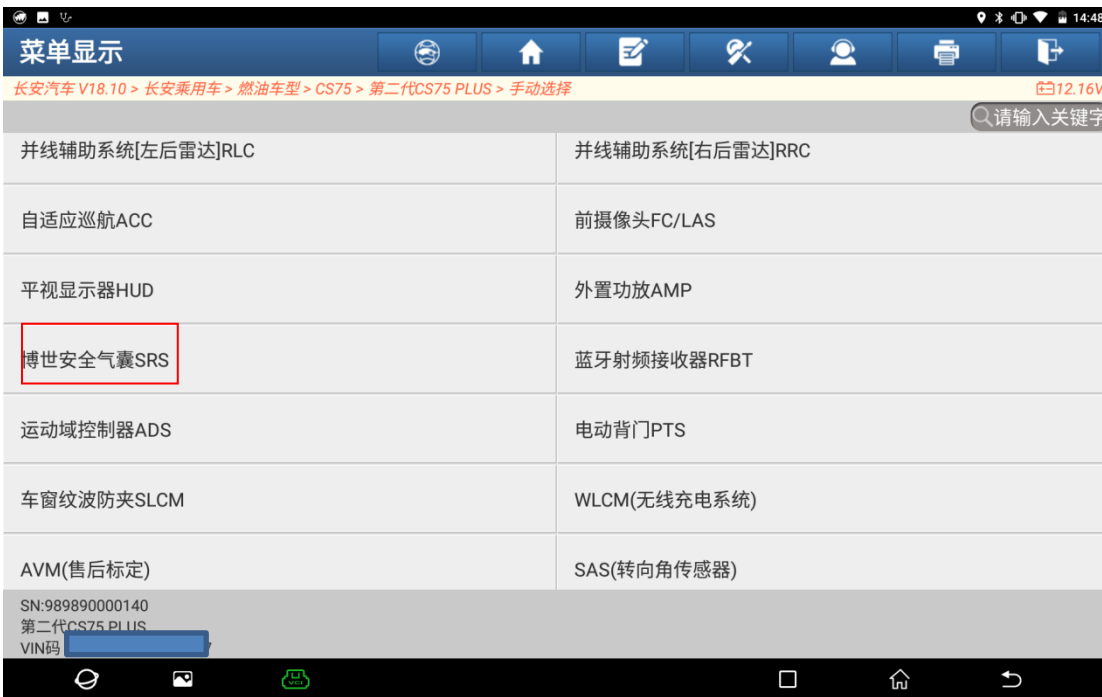 14:48
菜单显示
长安汽车 V18.10 > 长安乘用车 > 燃油车型 > CS75 > 第二代CS75 PLUS > 手动选择
12.16V
请输入关键字
并线辅助系统[左后雷达]RLC
并线辅助系统[右后雷达]RRC
自适应巡航ACC
前摄像头FC/LAS
平视显示器HUD
外置功放AMP
博世安全气囊SRS
蓝牙射频接收器RFBT
运动域控制器ADS
电动背门PTS
车窗纹波防夹SLCM
WLCM(无线充电系统)
AVM(售后标定)
SAS(转向角传感器)
SN:989890000140
第二代CS75 PLUS
VIN码
VCI